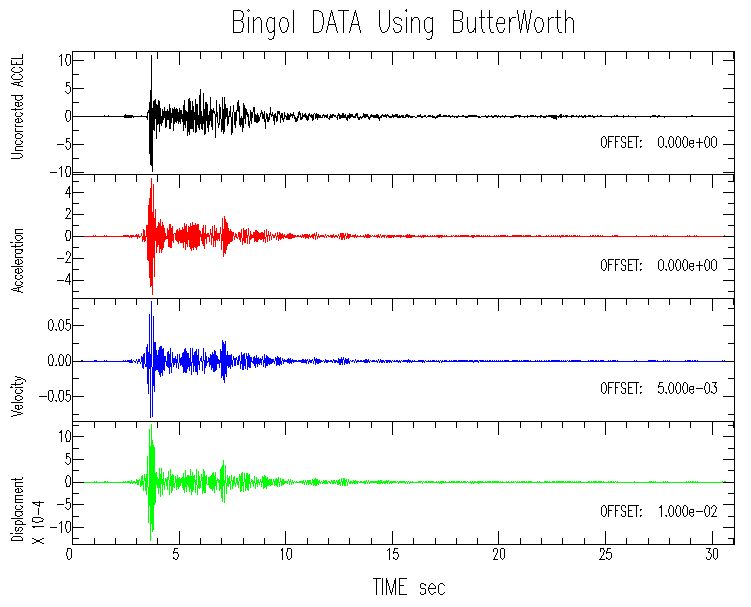 Bingol DATA Using ButterWorth
Uncorrected ACCEL
10
5
0
−5
−10
OFFSET: 0.000e+00
Acceleration
4
2
0
−2
−4
OFFSET: 0.000e+00
Velocity
0.05
0.00
−0.05
OFFSET: 5.000e−03
Displacment
X 10−4
10
5
0
−5
−10
OFFSET: 1.000e−02
0 5 10 15 20 25 30
TIME sec